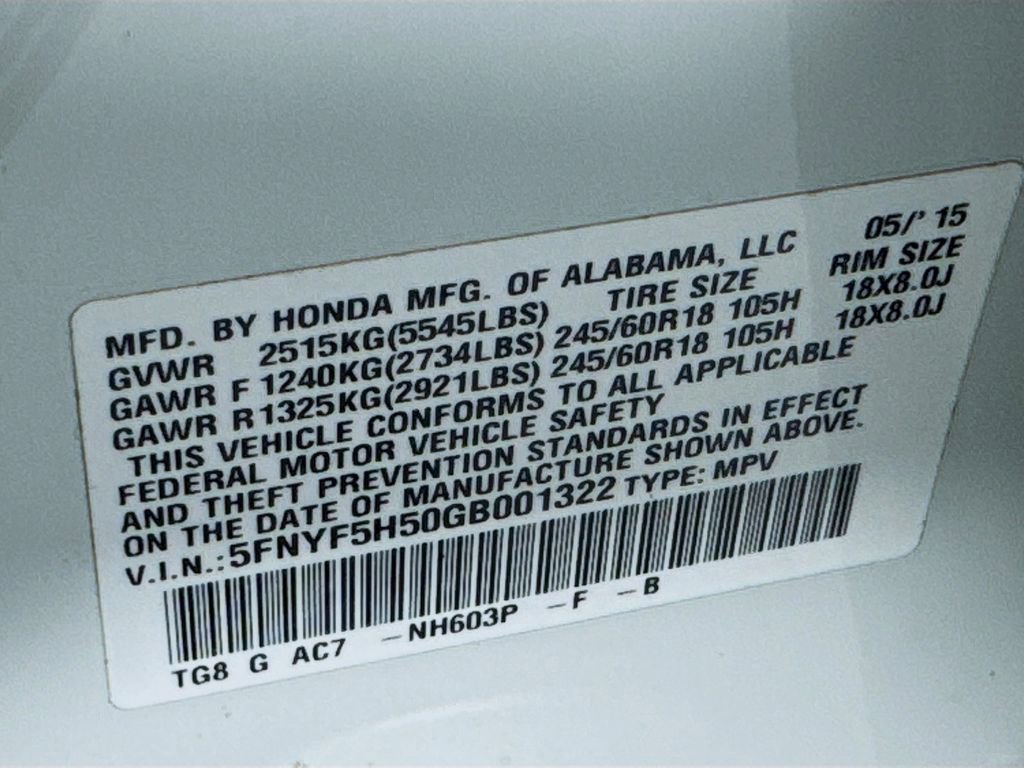 05/' 15
MFD. BY HONDA MFG. OF ALABAMA, LLC
GVWR 2515KG(5545LBS) TIRE SIZE RIM SIZE
GAWR F 1240KG(2734LBS) 245/60R18 105H 18X8.0J
GAWR R 1325KG(2921LBS) 245/60R18 105H 18X8.0J
THIS VEHICLE CONFORMS TO ALL APPLICABLE
FEDERAL MOTOR VEHICLE SAFETY
AND THEFT PREVENTION STANDARDS IN EFFECT
ON THE DATE OF MANUFACTURE SHOWN ABOVE.
V.I.N.: 5FNYF5H50GB001322 TYPE: MPV
TG8 G AC7 –NH603P –F –B